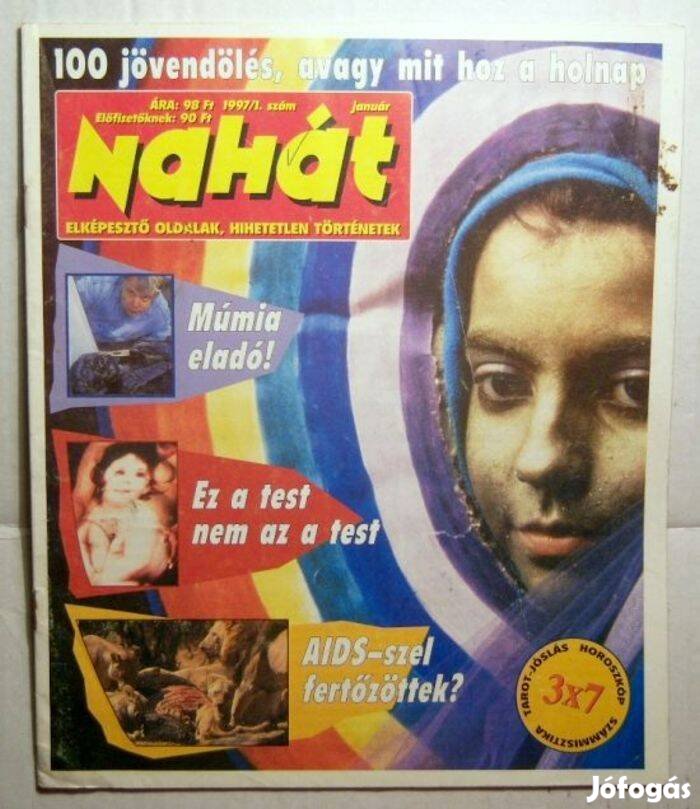 100 jövendölés, avagy mit hoz a holnap
ÁRA: 98 Ft 1997/1. szám január
Előfizetőknek: 90 Ft
Nahát
ELKÉPESZTŐ OLDALAK, HIHETETLEN TÖRTÉNETEK
Múmia
eladó!
Ez a test
nem az a test
AIDS-szel
fertőzöttek?
TAROT-JÓSLÁS HOROSZKÓP SZÁMMISZTIKA
3x7
Jófogás